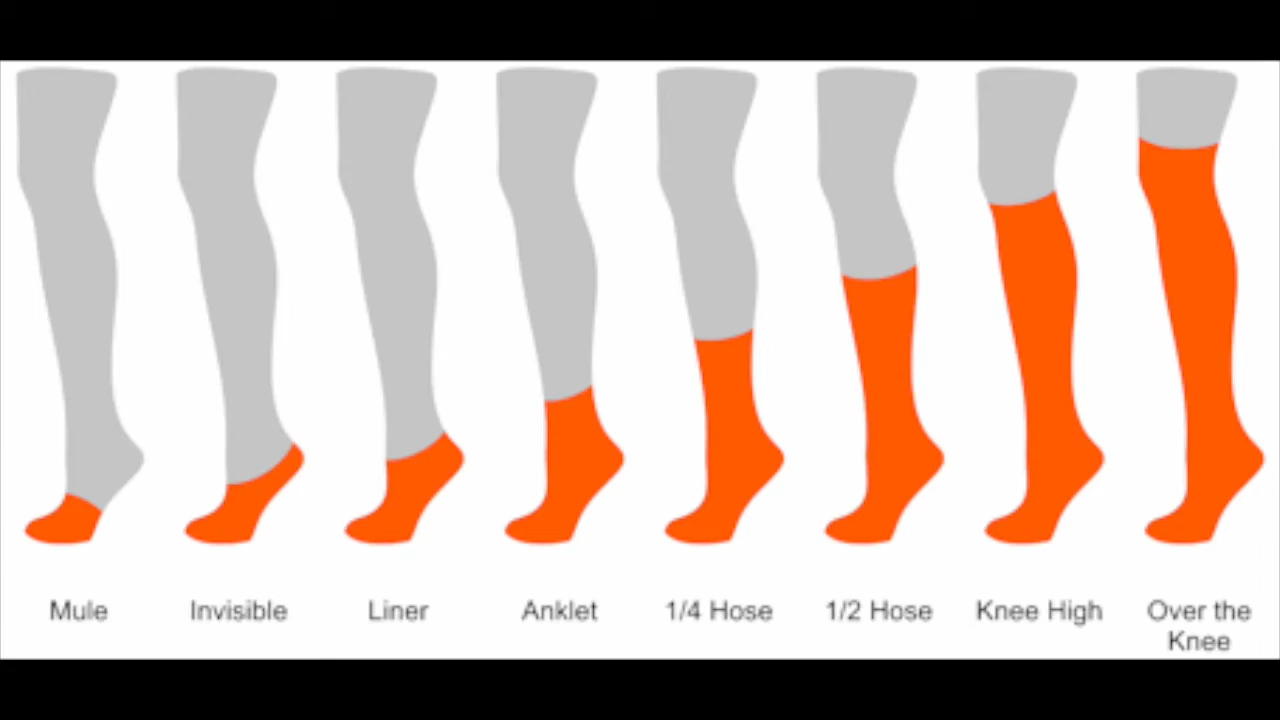 Mule
Invisible
Liner
Anklet
1/4 Hose
1/2 Hose
Knee High
Over the
Knee